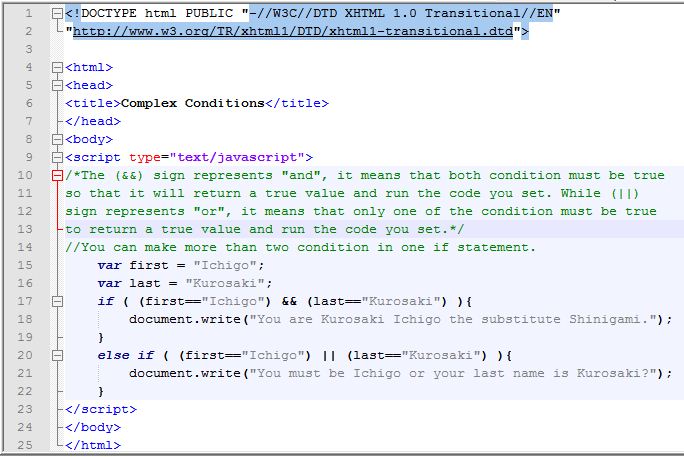 1 <!DOCTYPE html PUBLIC "-//W3C//DTD XHTML 1.0 Transitional//EN"
2 "http://www.w3.org/TR/xhtml1/DTD/xhtml1-transitional.dtd">
3
4 <html>
5 <head>
6 <title>Complex Conditions</title>
7 </head>
8 <body>
9 <script type="text/javascript">
10 /*The (&&) sign represents "and", it means that both condition must be true
11 so that it will return a true value and run the code you set. While (||)
12 sign represents "or", it means that only one of the condition must be true
13 to return a true value and run the code you set.*/
14 //You can make more than two condition in one if statement.
15 var first = "Ichigo";
16 var last = "Kurosaki";
17 if ( (first=="Ichigo") && (last=="Kurosaki") ){
18 document.write("You are Kurosaki Ichigo the substitute Shinigami.");
19 }
20 else if ( (first=="Ichigo") || (last=="Kurosaki") ){
21 document.write("You must be Ichigo or your last name is Kurosaki?");
22 }
23 </script>
24 </body>
25 </html>